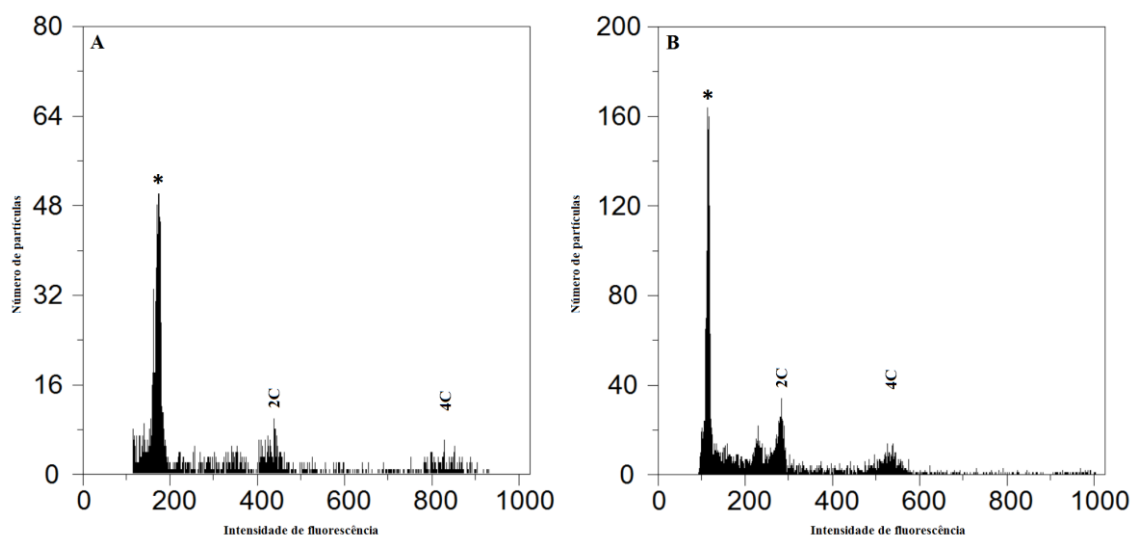 A
80
64
48
32
16
0
*
2C
4C
0 200 400 600 800 1000
Número de partículas
Intensidade de fluorescência
B
200
160
120
80
40
0
*
2C
4C
0 200 400 600 800 1000
Número de partículas
Intensidade de fluorescência